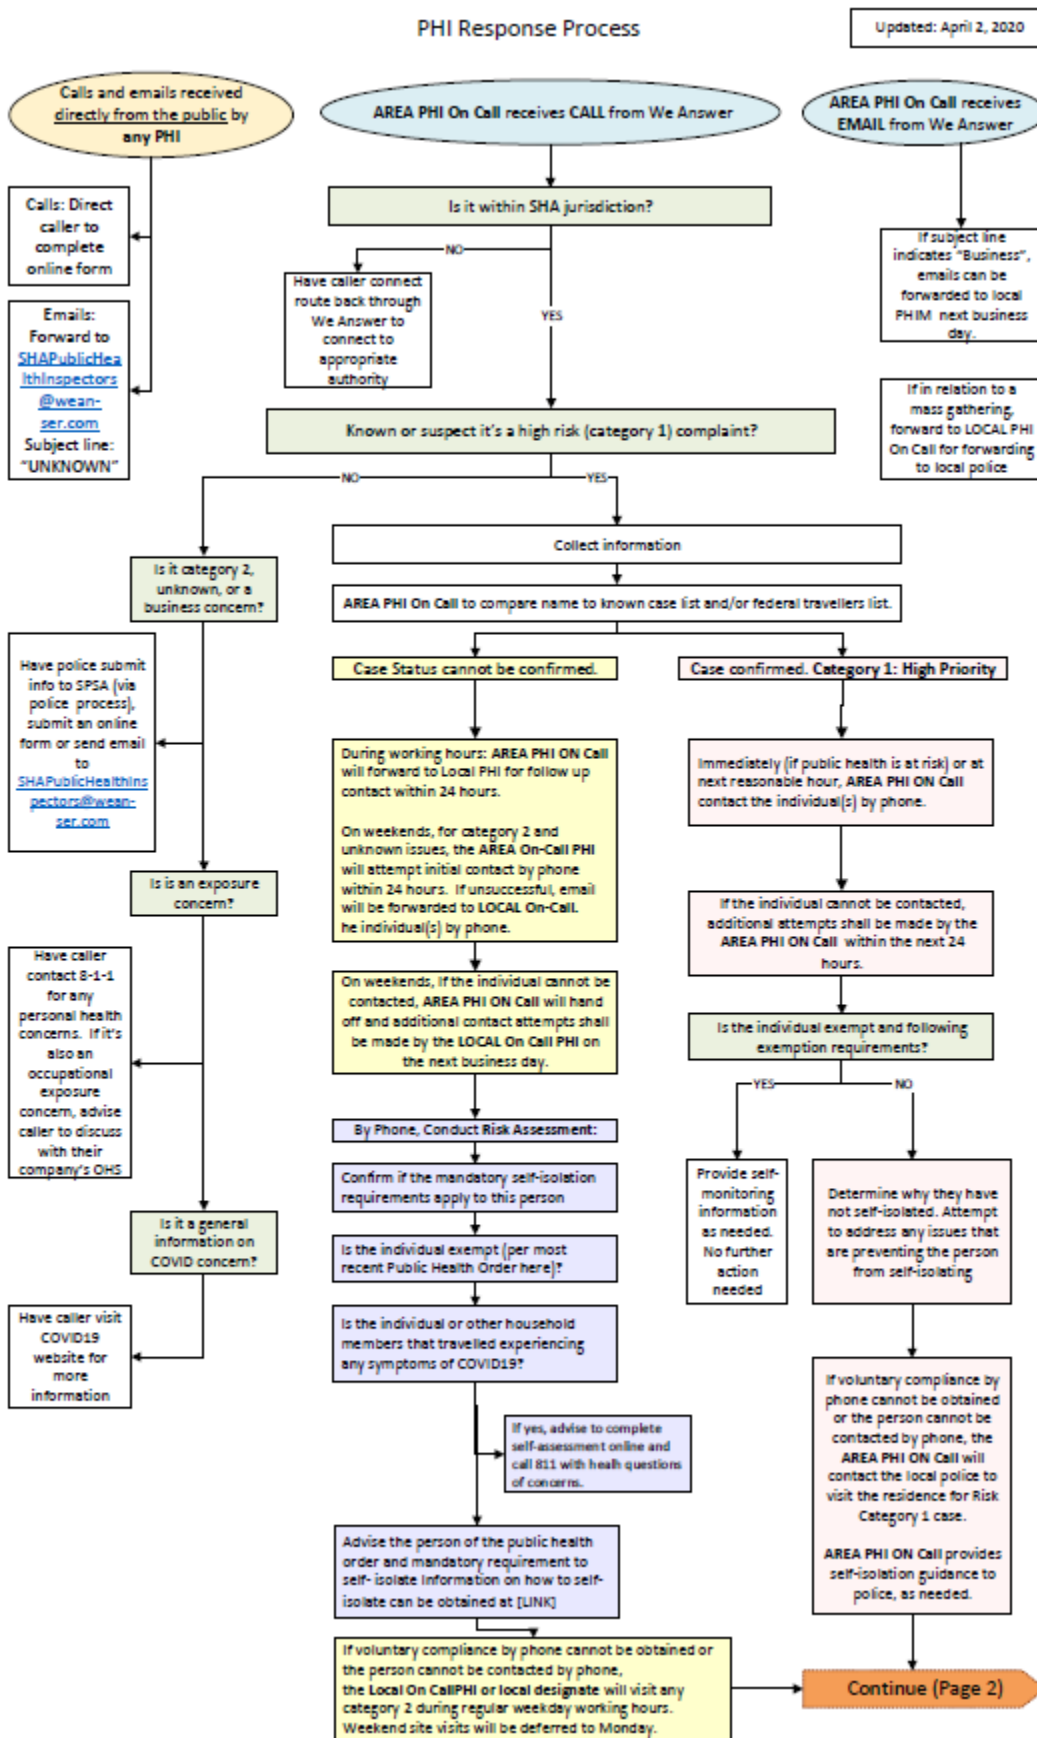 PHI Response Process
Updated: April 2, 2020
Calls and emails received
directly from the public by
any PHI
AREA PHI On Call receives CALL from We Answer
AREA PHI On Call receives
EMAIL from We Answer
Calls: Direct
caller to
complete
online form
Emails:
Forward to
SHAPublicHea
lthInspectors
@wean-
ser.com
Subject line:
"UNKNOWN"
Is it within SHA jurisdiction?
NO
YES
Have caller connect
route back through
We Answer to
connect to
appropriate
authority
If subject line
indicates "Business",
emails can be
forwarded to local
PHIM next business
day.
If in relation to a
mass gathering,
forward to LOCAL PHI
On Call for forwarding
to local police
Known or suspect it's a high risk (category 1) complaint?
NO
YES
Is it category 2,
unknown, or a
business concern?
Have police submit
info to SPSA (via
police process),
submit an online
form or send email
to
SHAPublicHealthIns
pectors@wean-
ser.com
Is is an exposure
concern?
Have caller
contact 8-1-1
for any
personal health
concerns. If it's
also an
occupational
exposure
concern, advise
caller to discuss
with their
company's OHS
Is it a general
information on
COVID concern?
Have caller visit
COVID19
website for
more
information
Collect information
AREA PHI On Call to compare name to known case list and/or federal travellers list.
Case Status cannot be confirmed.
During working hours: AREA PHI ON Call
will forward to Local PHI for follow up
contact within 24 hours.
On weekends, for category 2 and
unknown issues, the AREA On-Call PHI
will attempt initial contact by phone
within 24 hours. If unsuccessful, email
will be forwarded to LOCAL On-Call.
he individual(s) by phone.
On weekends, if the individual cannot be
contacted, AREA PHI ON Call will hand
off and additional contact attempts shall
be made by the LOCAL On Call PHI on
the next business day.
By Phone, Conduct Risk Assessment:
Confirm if the mandatory self-isolation
requirements apply to this person
Is the individual exempt (per most
recent Public Health Order here)?
Is the individual or other household
members that travelled experiencing
any symptoms of COVID19?
If yes, advise to complete
self-assessment online and
call 811 with healh questions
of concerns.
Advise the person of the public health
order and mandatory requirement to
self- isolate Information on how to self-
isolate can be obtained at [LINK]
If voluntary compliance by phone cannot be obtained or
the person cannot be contacted by phone,
the Local On CallPHI or local designate will visit any
category 2 during regular weekday working hours.
Weekend site visits will be deferred to Monday.
Case confirmed. Category 1: High Priority
Immediately (if public health is at risk) or at
next reasonable hour, AREA PHI ON Call
contact the individual(s) by phone.
If the individual cannot be contacted,
additional attempts shall be made by the
AREA PHI ON Call within the next 24
hours.
Is the individual exempt and following
exemption requirements?
YES
NO
Provide self-
monitoring
information
as needed.
No further
action
needed
Determine why they have
not self-isolated. Attempt
to address any issues that
are preventing the person
from self-isolating
If voluntary compliance by
phone cannot be obtained
or the person cannot be
contacted by phone, the
AREA PHI ON Call will
contact the local police to
visit the residence for Risk
Category 1 case.
AREA PHI ON Call provides
self-isolation guidance to
police, as needed.
Continue (Page 2)